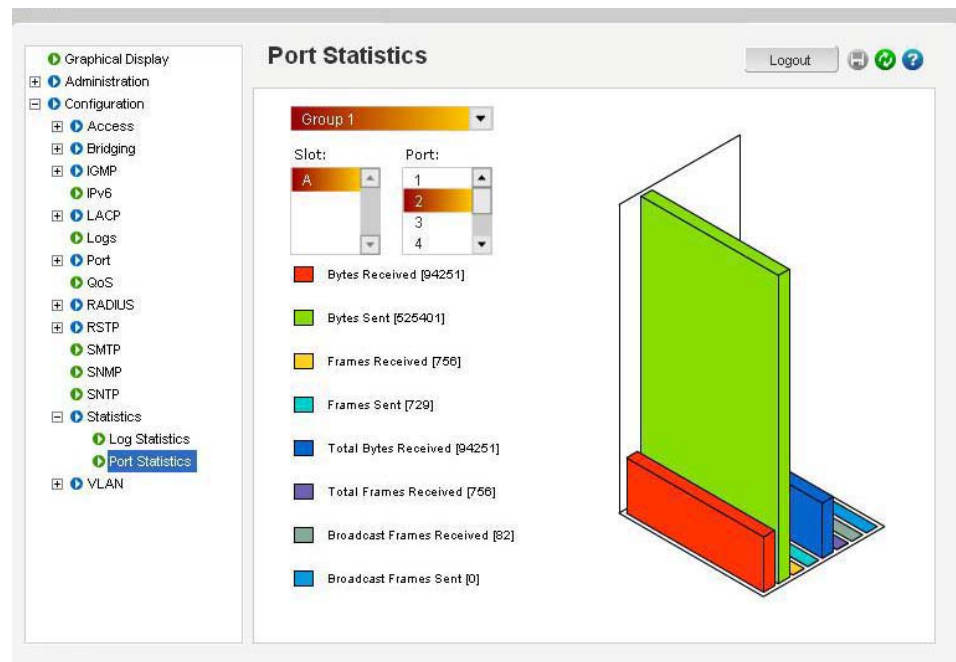 Port Statistics
Logout
Graphical Display
Administration
Configuration
Access
Bridging
IGMP
IPv6
LACP
Logs
Port
QoS
RADIUS
RSTP
SMTP
SNMP
SNTP
Statistics
Log Statistics
Port Statistics
VLAN
Group 1
Slot: Port:
A
1
2
3
4
Bytes Received [94251]
Bytes Sent [525401]
Frames Received [756]
Frames Sent [729]
Total Bytes Received [94251]
Total Frames Received [756]
Broadcast Frames Received [82]
Broadcast Frames Sent [0]